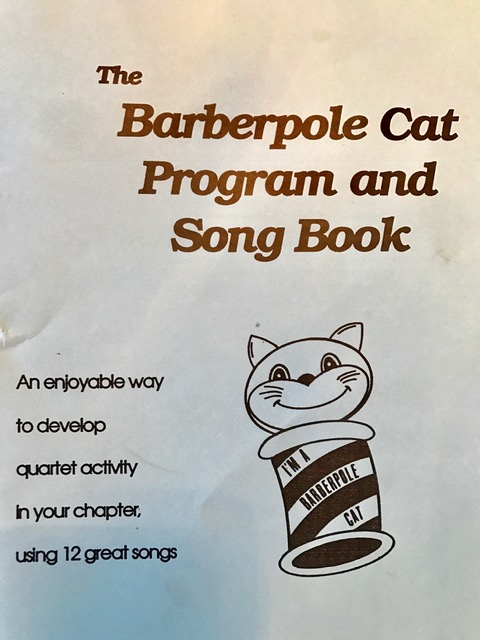 The
Barberpole Cat
Program and
Song Book
An enjoyable way
to develop
quartet activity
in your chapter,
using 12 great songs
I'M A
BARBERPOLE
CAT